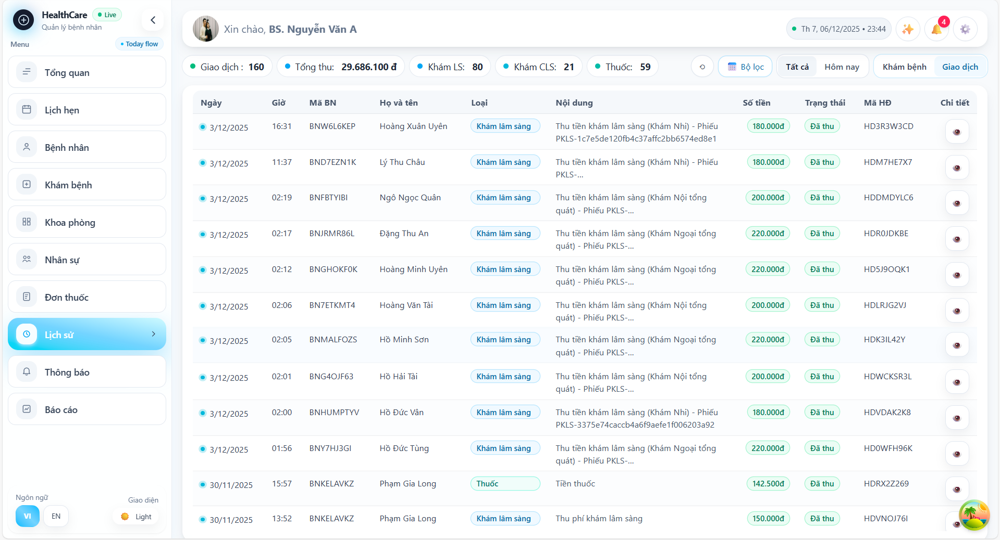 HealthCare
Live
Quản lý bệnh nhân
Menu
Today flow
Tổng quan
Lịch hẹn
Bệnh nhân
Khám bệnh
Khoa phòng
Nhân sự
Đơn thuốc
Lịch sử
Thông báo
Báo cáo
Ngôn ngữ
Giao diện
VI
EN
Light
Xin chào, BS. Nguyễn Văn A
Th 7, 06/12/2025 • 23:44
4
Giao dịch : 160
Tổng thu: 29.686.100 đ
Khám LS: 80
Khám CLS: 21
Thuốc: 59
Bộ lọc
Tất cả
Hôm nay
Khám bệnh
Giao dịch
Ngày Giờ Mã BN Họ và tên Loại Nội dung Số tiền Trạng thái Mã HĐ Chi tiết
3/12/2025 16:31 BNW6L6KEP Hoàng Xuân Uyên Khám lâm sàng Thu tiền khám lâm sàng (Khám Nhi) - Phiếu 180.000đ Đã thu HD3R3W3CD
PKLS-1c7e5de120fb4c37affc2bb6574ed8e1
3/12/2025 11:37 BND7EZN1K Lý Thu Châu Khám lâm sàng Thu tiền khám lâm sàng (Khám Nhi) - Phiếu 180.000đ Đã thu HDM7HE7X7
PKLS-...
3/12/2025 02:19 BNFBTYIBI Ngô Ngọc Quân Khám lâm sàng Thu tiền khám lâm sàng (Khám Nội tổng 200.000đ Đã thu HDDMDYLC6
quát) - Phiếu PKLS-...
3/12/2025 02:17 BNJRMR86L Đặng Thu An Khám lâm sàng Thu tiền khám lâm sàng (Khám Ngoại tổng 220.000đ Đã thu HDR0JDKBE
quát) - Phiếu PKLS-...
3/12/2025 02:12 BNGHOKF0K Hoàng Minh Uyên Khám lâm sàng Thu tiền khám lâm sàng (Khám Ngoại tổng 220.000đ Đã thu HD5J9OQK1
quát) - Phiếu PKLS-...
3/12/2025 02:06 BN7ETKMT4 Hoàng Văn Tài Khám lâm sàng Thu tiền khám lâm sàng (Khám Nội tổng 200.000đ Đã thu HDLRJG2VJ
quát) - Phiếu PKLS-...
3/12/2025 02:05 BNMALFOZS Hồ Minh Sơn Khám lâm sàng Thu tiền khám lâm sàng (Khám Ngoại tổng 220.000đ Đã thu HDK3IL42Y
quát) - Phiếu PKLS-...
3/12/2025 02:01 BNG4OJF63 Hồ Hải Tài Khám lâm sàng Thu tiền khám lâm sàng (Khám Nội tổng 200.000đ Đã thu HDWCKSR3L
quát) - Phiếu PKLS-...
3/12/2025 02:00 BNHUMPTYV Hồ Đức Vân Khám lâm sàng Thu tiền khám lâm sàng (Khám Nhi) - Phiếu 180.000đ Đã thu HDVDAK2K8
PKLS-3375e74caccb4a6f9aefe1f006203a92
3/12/2025 01:56 BNY7HJ3GI Hồ Đức Tùng Khám lâm sàng Thu tiền khám lâm sàng (Khám Ngoại tổng 220.000đ Đã thu HD0WFH96K
quát) - Phiếu PKLS-...
30/11/2025 15:57 BNKELAVKZ Phạm Gia Long Thuốc Tiền thuốc 142.500đ Đã thu HDRX2Z269
30/11/2025 13:52 BNKELAVKZ Phạm Gia Long Khám lâm sàng Thu phí khám lâm sàng 150.000đ Đã thu HDVNOJ76I